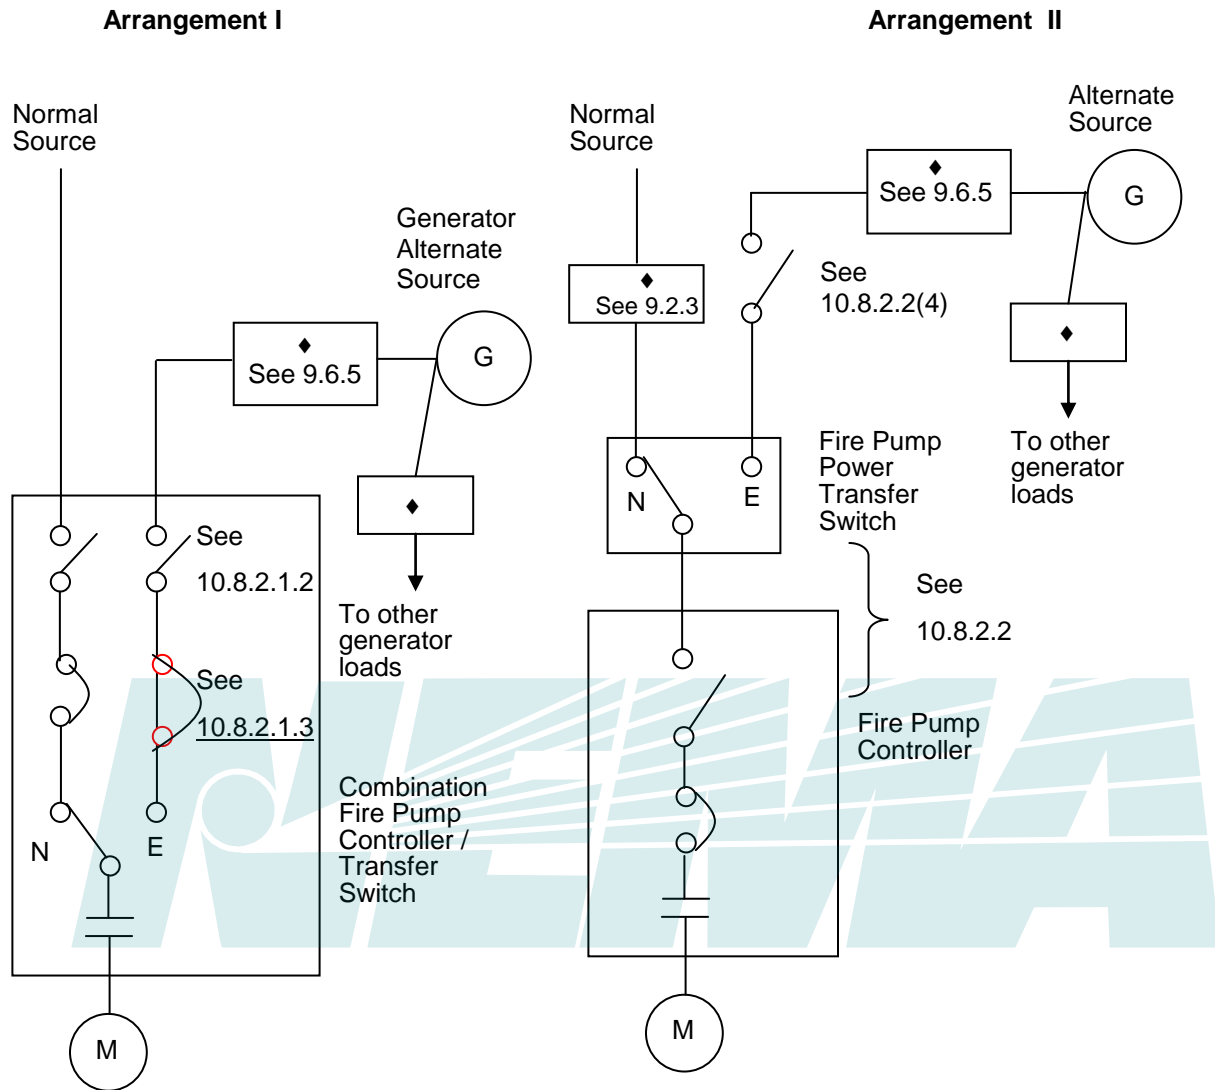 Arrangement I
Arrangement II
Normal
Source
Generator
Alternate
Source
♦
See 9.6.5
G
♦
To other
generator
loads
See
10.8.2.1.2
See
10.8.2.1.3
N
E
Combination
Fire Pump
Controller /
Transfer
Switch
M
Normal
Source
Alternate
Source
♦
See 9.6.5
G
♦
See 9.2.3
See
10.8.2.2(4)
♦
To other
generator
loads
N
E
Fire Pump
Power
Transfer
Switch
See
10.8.2.2
Fire Pump
Controller
M
NEMA